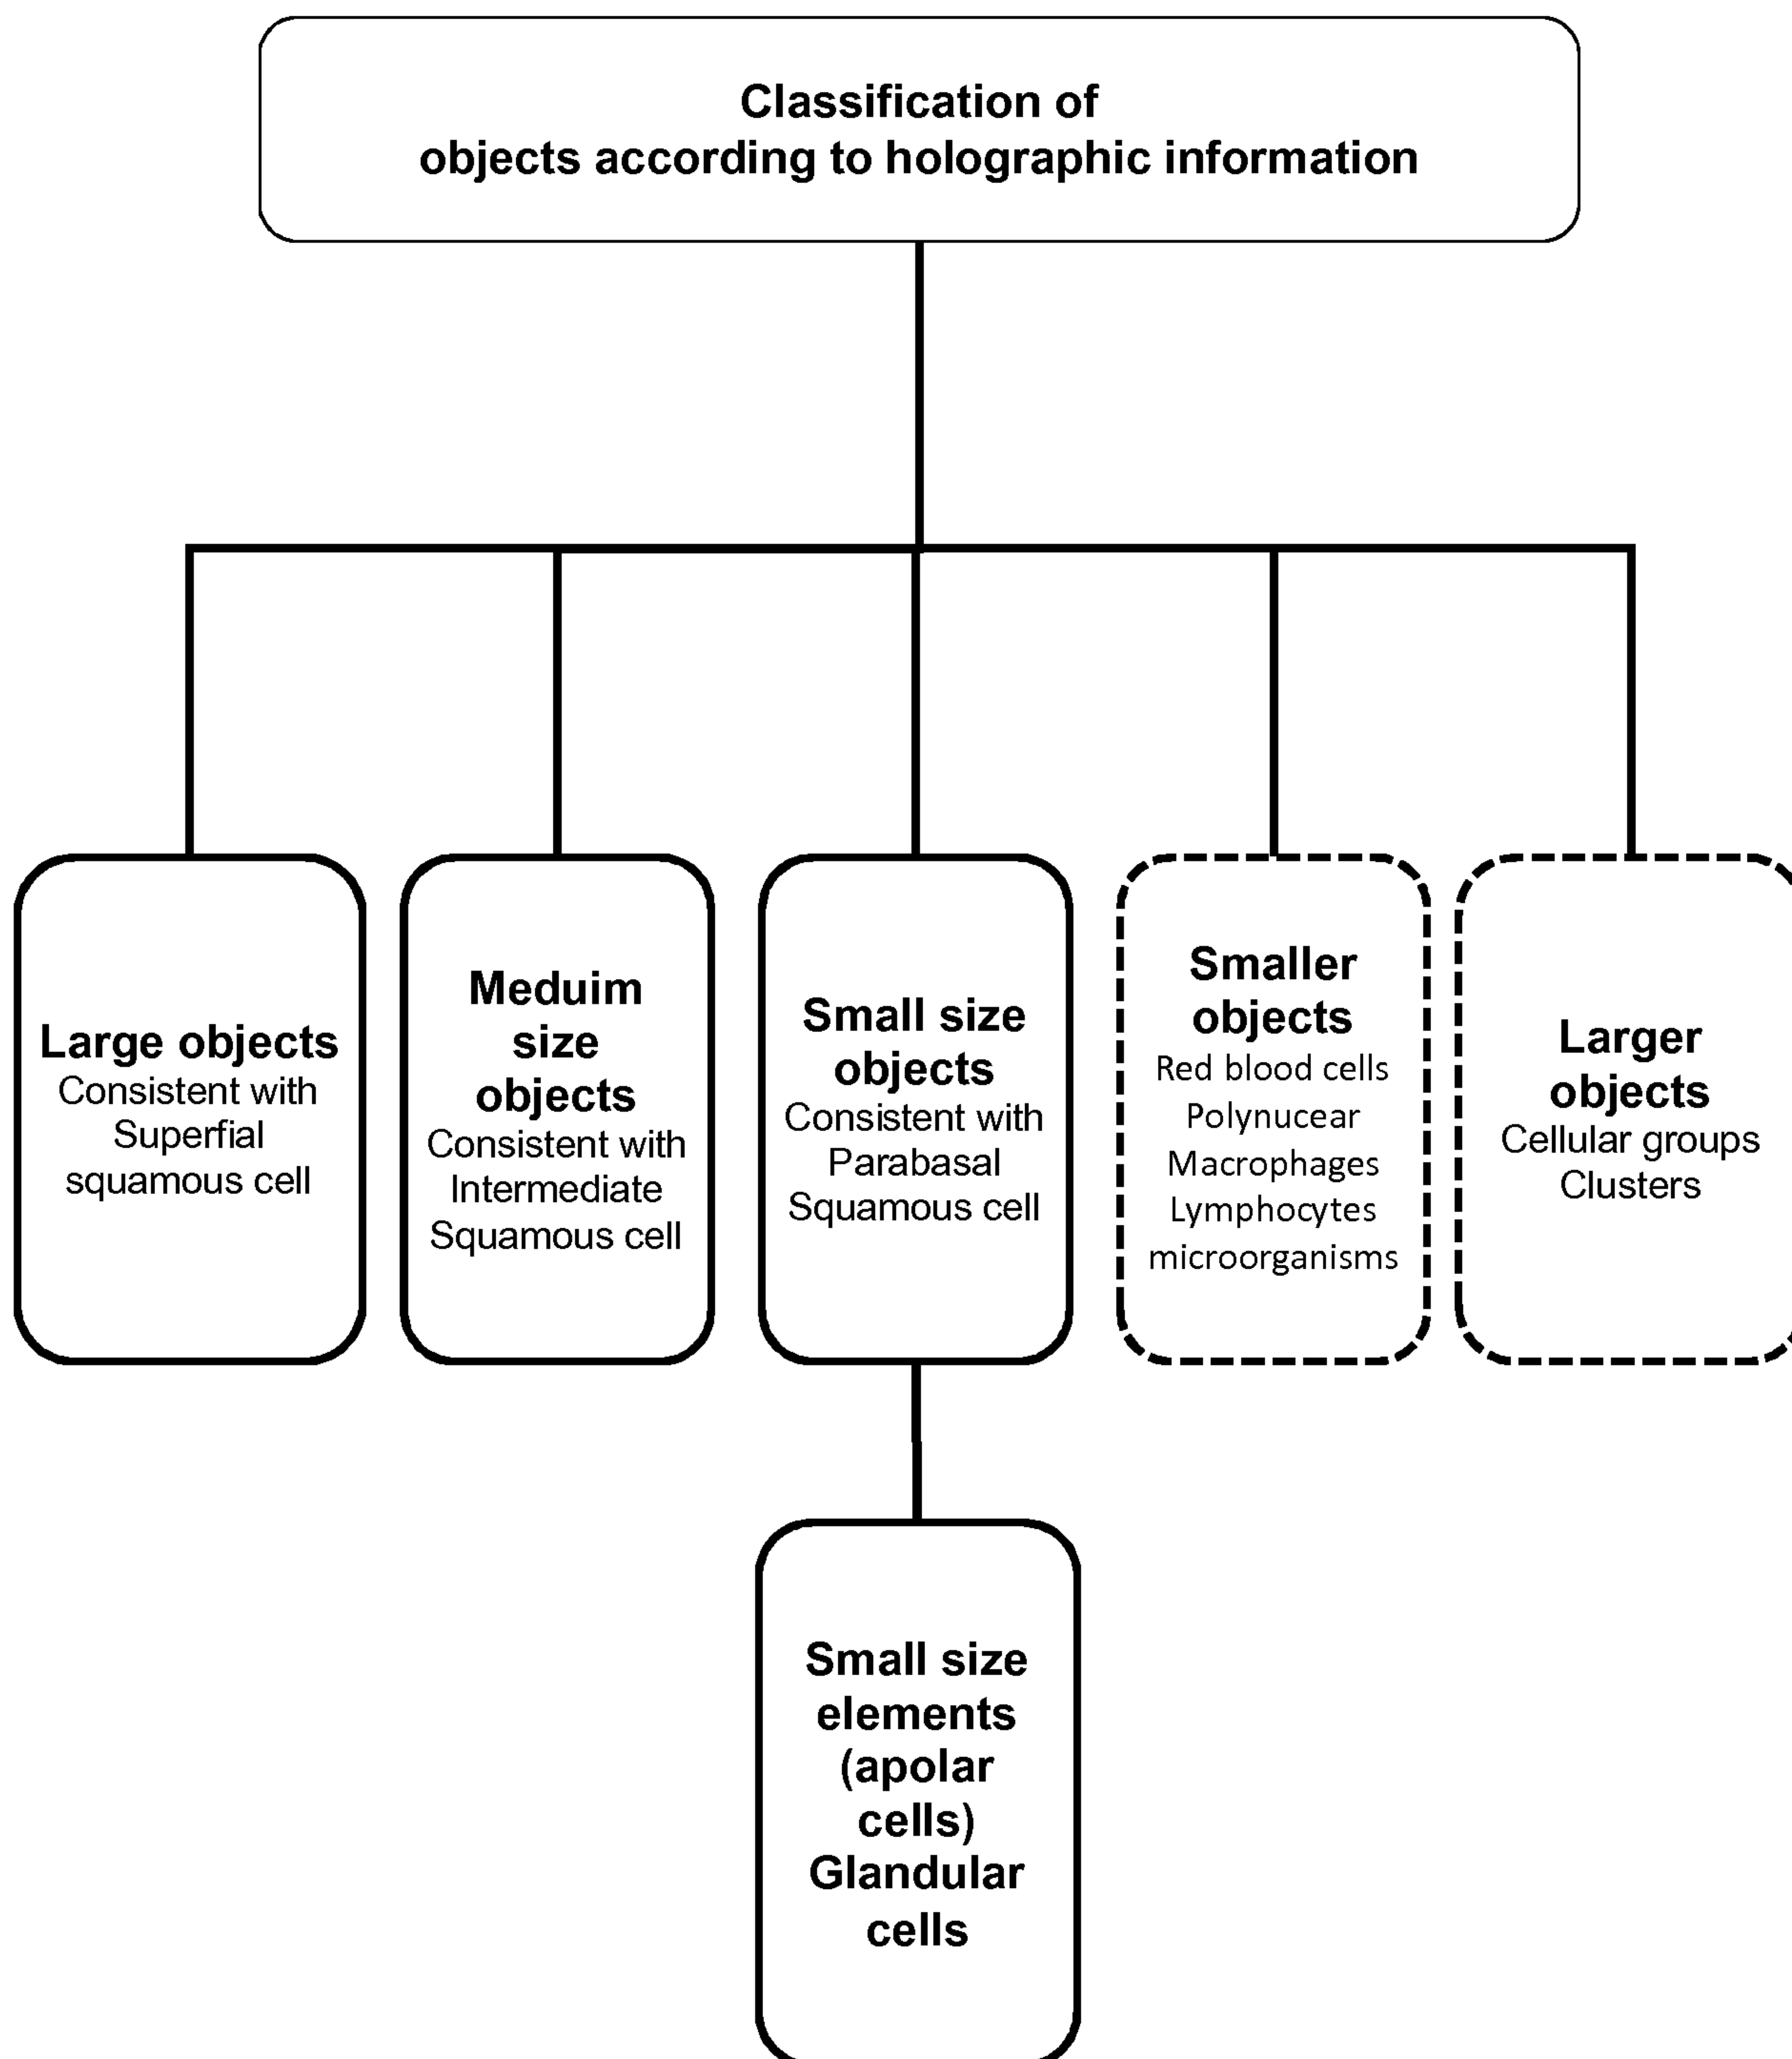 Classification of
objects according to holographic information
Large objects
Consistent with
Superfial
squamous cell
Meduim
size
objects
Consistent with
Intermediate
Squamous cell
Small size
objects
Consistent with
Parabasal
Squamous cell
Smaller
objects
Red blood cells
Polynucear
Macrophages
Lymphocytes
microorganisms
Larger
objects
Cellular groups
Clusters
Small size
elements
(apolar
cells)
Glandular
cells